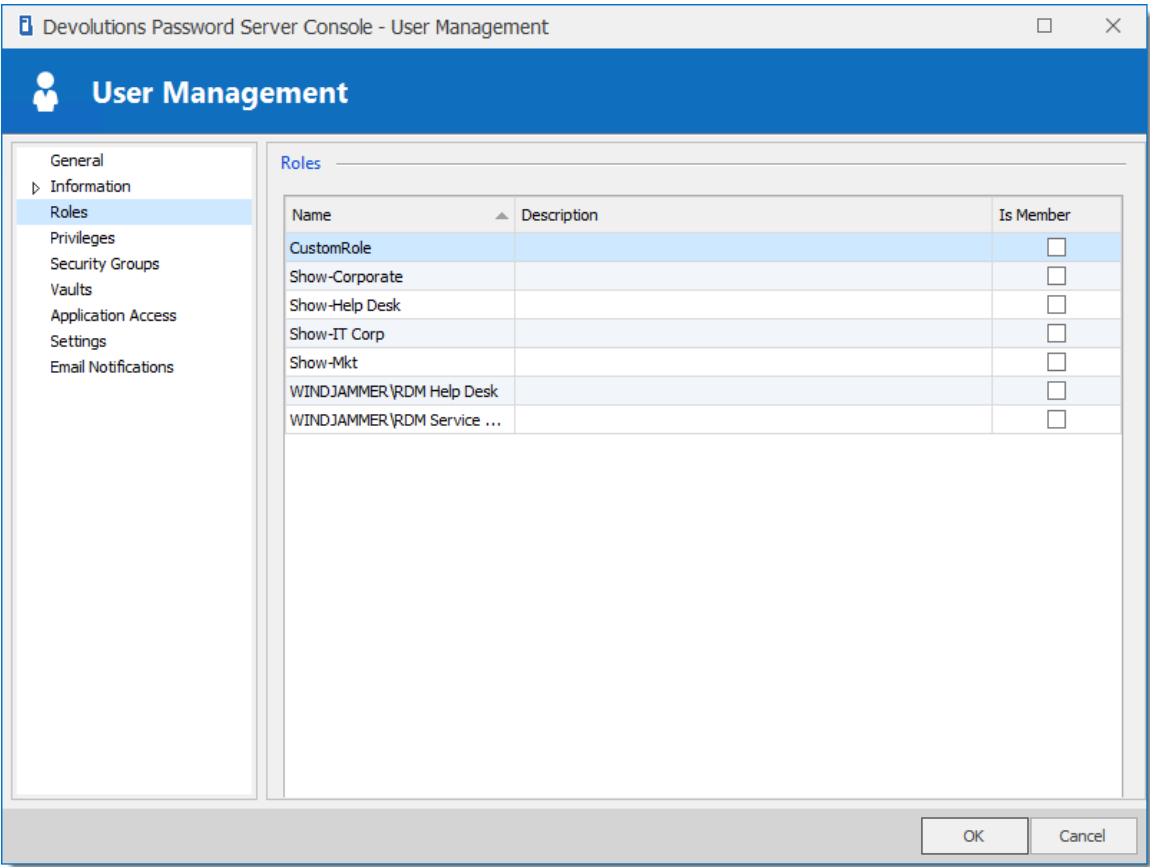 Devolutions Password Server Console - User Management
User Management
General
Information
Roles
Privileges
Security Groups
Vaults
Application Access
Settings
Email Notifications
Roles
Name Description Is Member
CustomRole
Show-Corporate
Show-Help Desk
Show-IT Corp
Show-Mkt
WINDJAMMER\RDM Help Desk
WINDJAMMER\RDM Service ...
OK Cancel